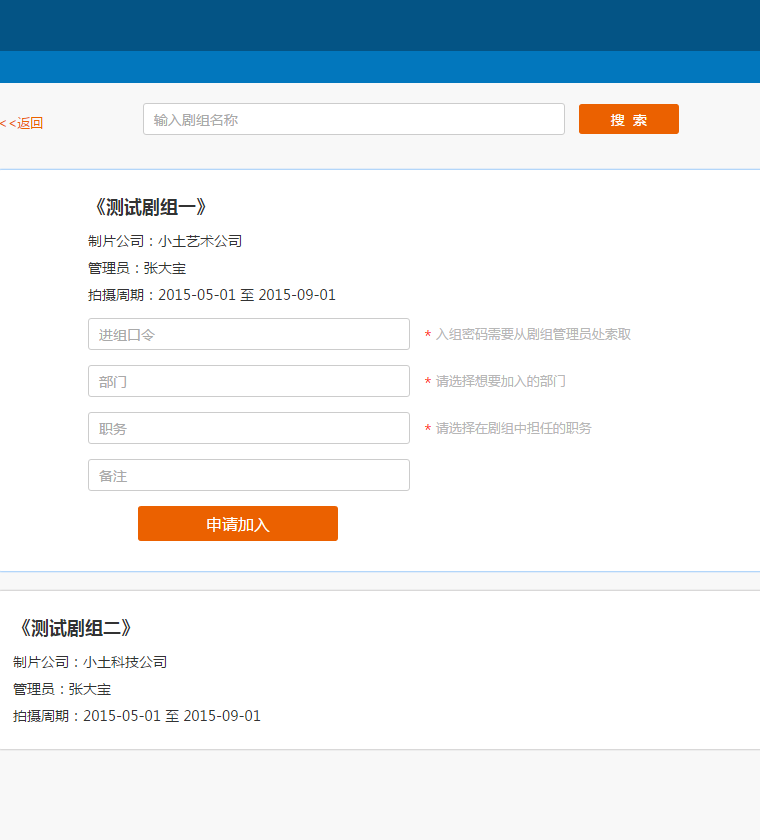 <<返回
输入剧组名称
搜 索
《测试剧组一》
制片公司：小土艺术公司
管理员：张大宝
拍摄周期：2015-05-01 至 2015-09-01
进组口令
* 入组密码需要从剧组管理员处索取
部门
* 请选择想要加入的部门
职务
* 请选择在剧组中担任的职务
备注
申请加入
《测试剧组二》
制片公司：小土科技公司
管理员：张大宝
拍摄周期：2015-05-01 至 2015-09-01